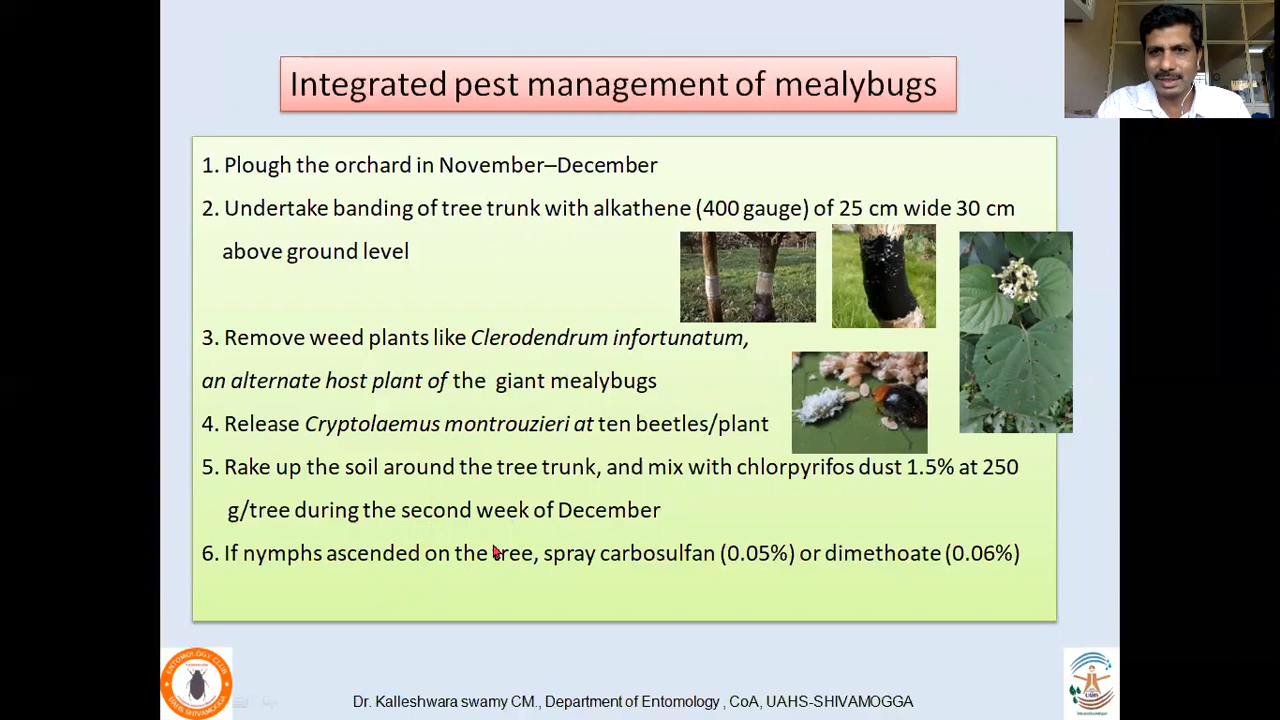 Integrated pest management of mealybugs
1. Plough the orchard in November–December
2. Undertake banding of tree trunk with alkathene (400 gauge) of 25 cm wide 30 cm
above ground level
3. Remove weed plants like Clerodendrum infortunatum,
an alternate host plant of the giant mealybugs
4. Release Cryptolaemus montrouzieri at ten beetles/plant
5. Rake up the soil around the tree trunk, and mix with chlorpyrifos dust 1.5% at 250
g/tree during the second week of December
6. If nymphs ascended on the tree, spray carbosulfan (0.05%) or dimethoate (0.06%)
ENTOMOLOGY CLUB
UAHS SHIVAMOGGA
Dr. Kalleshwara swamy CM., Department of Entomology , CoA, UAHS-SHIVAMOGGA
UAHS